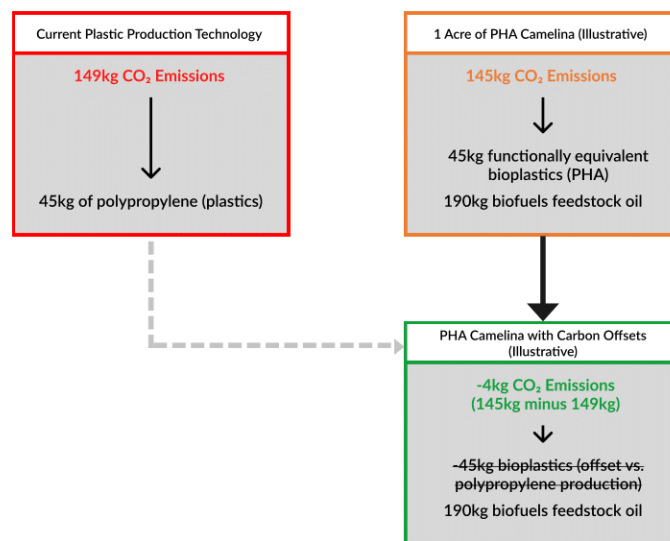 Current Plastic Production Technology
149kg CO₂ Emissions
45kg of polypropylene (plastics)
1 Acre of PHA Camelina (Illustrative)
145kg CO₂ Emissions
45kg functionally equivalent
bioplastics (PHA)
190kg biofuels feedstock oil
PHA Camelina with Carbon Offsets
(Illustrative)
-4kg CO₂ Emissions
(145kg minus 149kg)
-45kg bioplastics (offset vs.
polypropylene production)
190kg biofuels feedstock oil